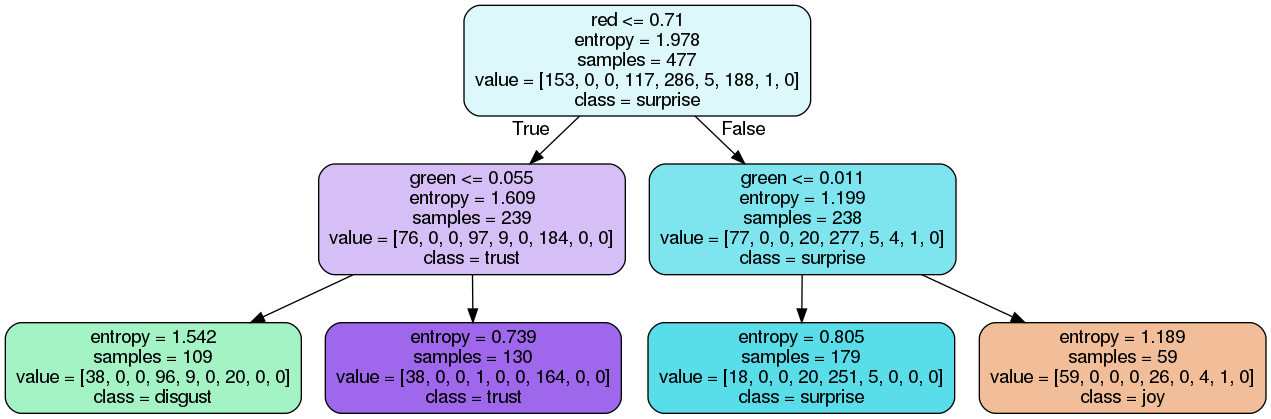 red <= 0.71
entropy = 1.978
samples = 477
value = [153, 0, 0, 117, 286, 5, 188, 1, 0]
class = surprise
True
False
green <= 0.055
entropy = 1.609
samples = 239
value = [76, 0, 0, 97, 9, 0, 184, 0, 0]
class = trust
green <= 0.011
entropy = 1.199
samples = 238
value = [77, 0, 0, 20, 277, 5, 4, 1, 0]
class = surprise
entropy = 1.542
samples = 109
value = [38, 0, 0, 96, 9, 0, 20, 0, 0]
class = disgust
entropy = 0.739
samples = 130
value = [38, 0, 0, 1, 0, 0, 164, 0, 0]
class = trust
entropy = 0.805
samples = 179
value = [18, 0, 0, 20, 251, 5, 0, 0, 0]
class = surprise
entropy = 1.189
samples = 59
value = [59, 0, 0, 0, 26, 0, 4, 1, 0]
class = joy